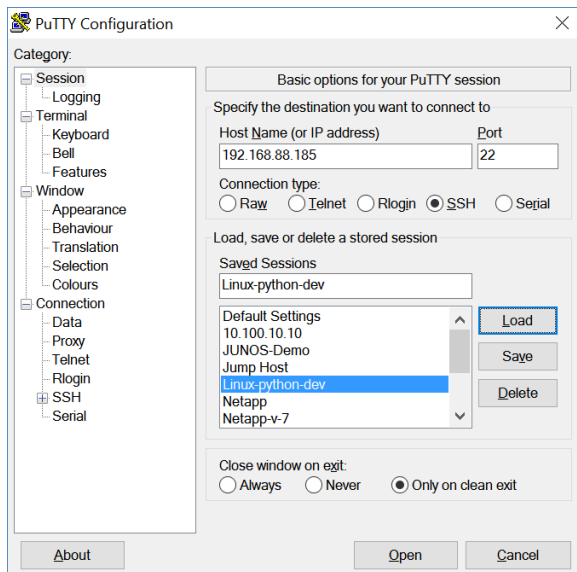 PuTTY Configuration
Category:
Session
Logging
Terminal
Keyboard
Bell
Features
Window
Appearance
Behaviour
Translation
Selection
Colours
Connection
Data
Proxy
Telnet
Rlogin
SSH
Serial
Basic options for your PuTTY session
Specify the destination you want to connect to
Host Name (or IP address) Port
192.168.88.185 22
Connection type:
Raw Telnet Rlogin SSH Serial
Load, save or delete a stored session
Saved Sessions
Linux-python-dev
Default Settings
10.100.10.10
JUNOS-Demo
Jump Host
Linux-python-dev
Netapp
Netapp-v-7
Load
Save
Delete
Close window on exit:
Always Never Only on clean exit
About Open Cancel